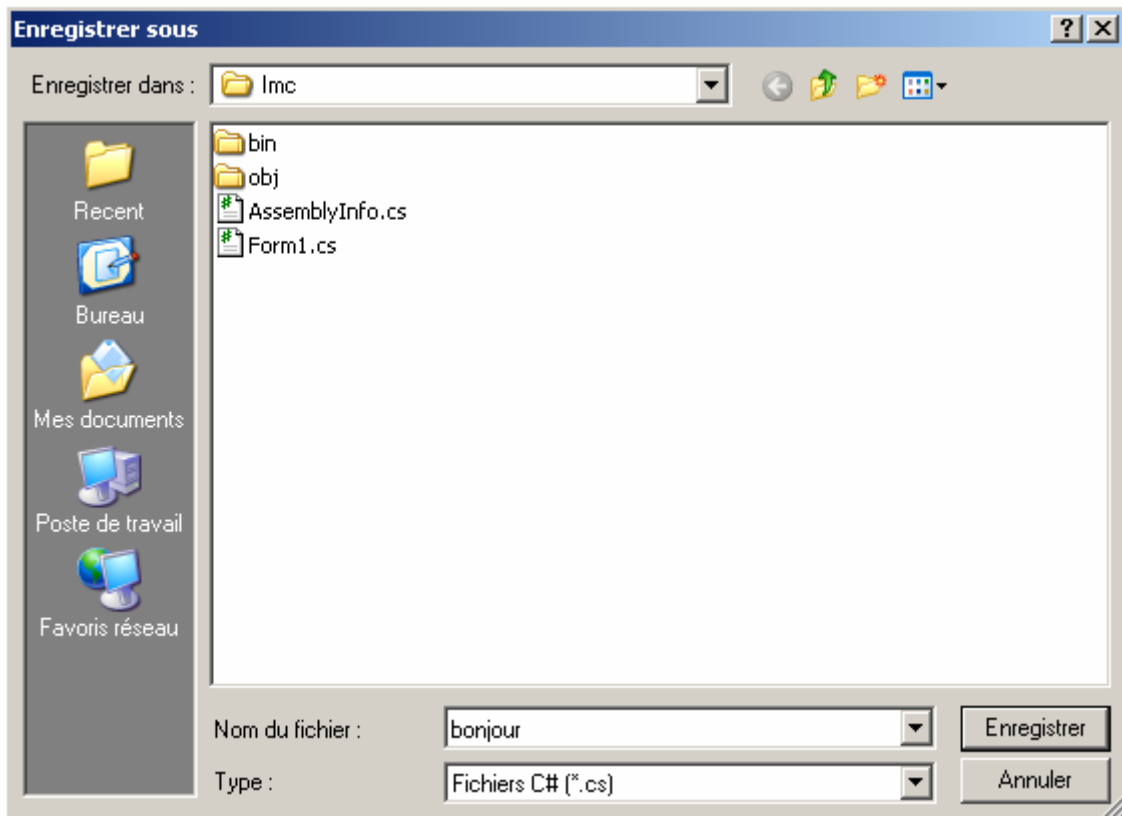 Enregistrer sous
Enregistrer dans :
Imc
Recent
Bureau
Mes documents
Poste de travail
Favoris réseau
bin
obj
AssemblyInfo.cs
Form1.cs
Nom du fichier :
bonjour
Enregistrer
Type :
Fichiers C# (*.cs)
Annuler